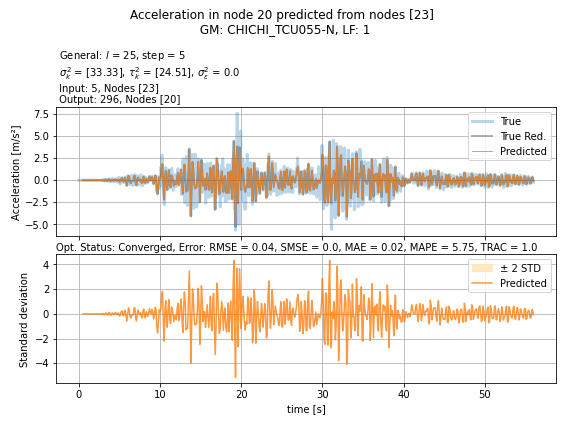 Acceleration in node 20 predicted from nodes [23]
GM: CHICHI_TCU055-N, LF: 1
General: l = 25, step = 5
σ²ₖ = [33.33], τ²ₖ = [24.51], σ²ε = 0.0
Input: 5, Nodes [23]
Output: 296, Nodes [20]
Acceleration [m/s²]
7.5
5.0
2.5
0.0
−2.5
−5.0
True
True Red.
Predicted
Opt. Status: Converged, Error: RMSE = 0.04, SMSE = 0.0, MAE = 0.02, MAPE = 5.75, TRAC = 1.0
Standard deviation
4
2
0
−2
−4
± 2 STD
Predicted
0 10 20 30 40 50
time [s]